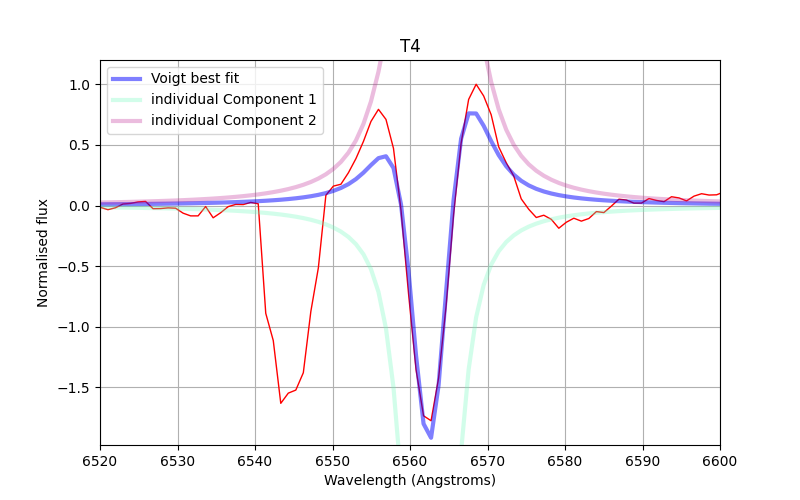 T4
Voigt best fit
individual Component 1
individual Component 2
1.0
0.5
0.0
−0.5
−1.0
−1.5
Normalised flux
6520 6530 6540 6550 6560 6570 6580 6590 6600
Wavelength (Angstroms)